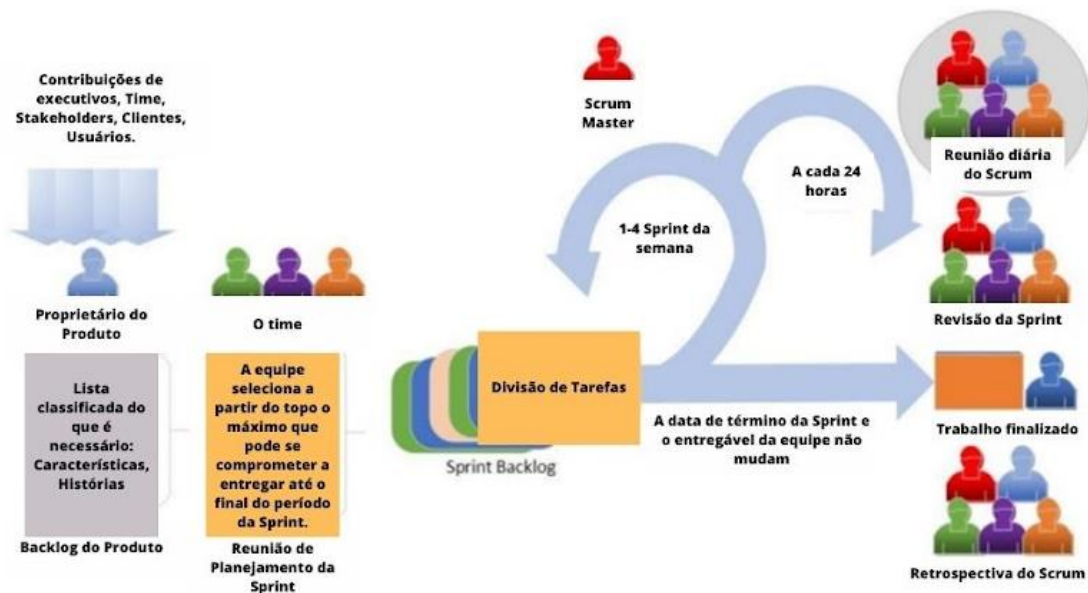 Contribuições de
executivos, Time,
Stakeholders, Clientes,
Usuários.
Proprietário do
Produto
Lista
classificada do
que é
necessário:
Características,
Histórias
Backlog do Produto
O time
A equipe
seleciona a
partir do topo o
máximo que
pode se
comprometer a
entregar até o
final do período
da Sprint.
Reunião de
Planejamento da
Sprint
Divisão de Tarefas
Sprint Backlog
Scrum
Master
1-4 Sprint da
semana
A cada 24
horas
A data de término da Sprint e
o entregável da equipe não
mudam
Reunião diária
do Scrum
Revisão da Sprint
Trabalho finalizado
Retrospectiva do Scrum